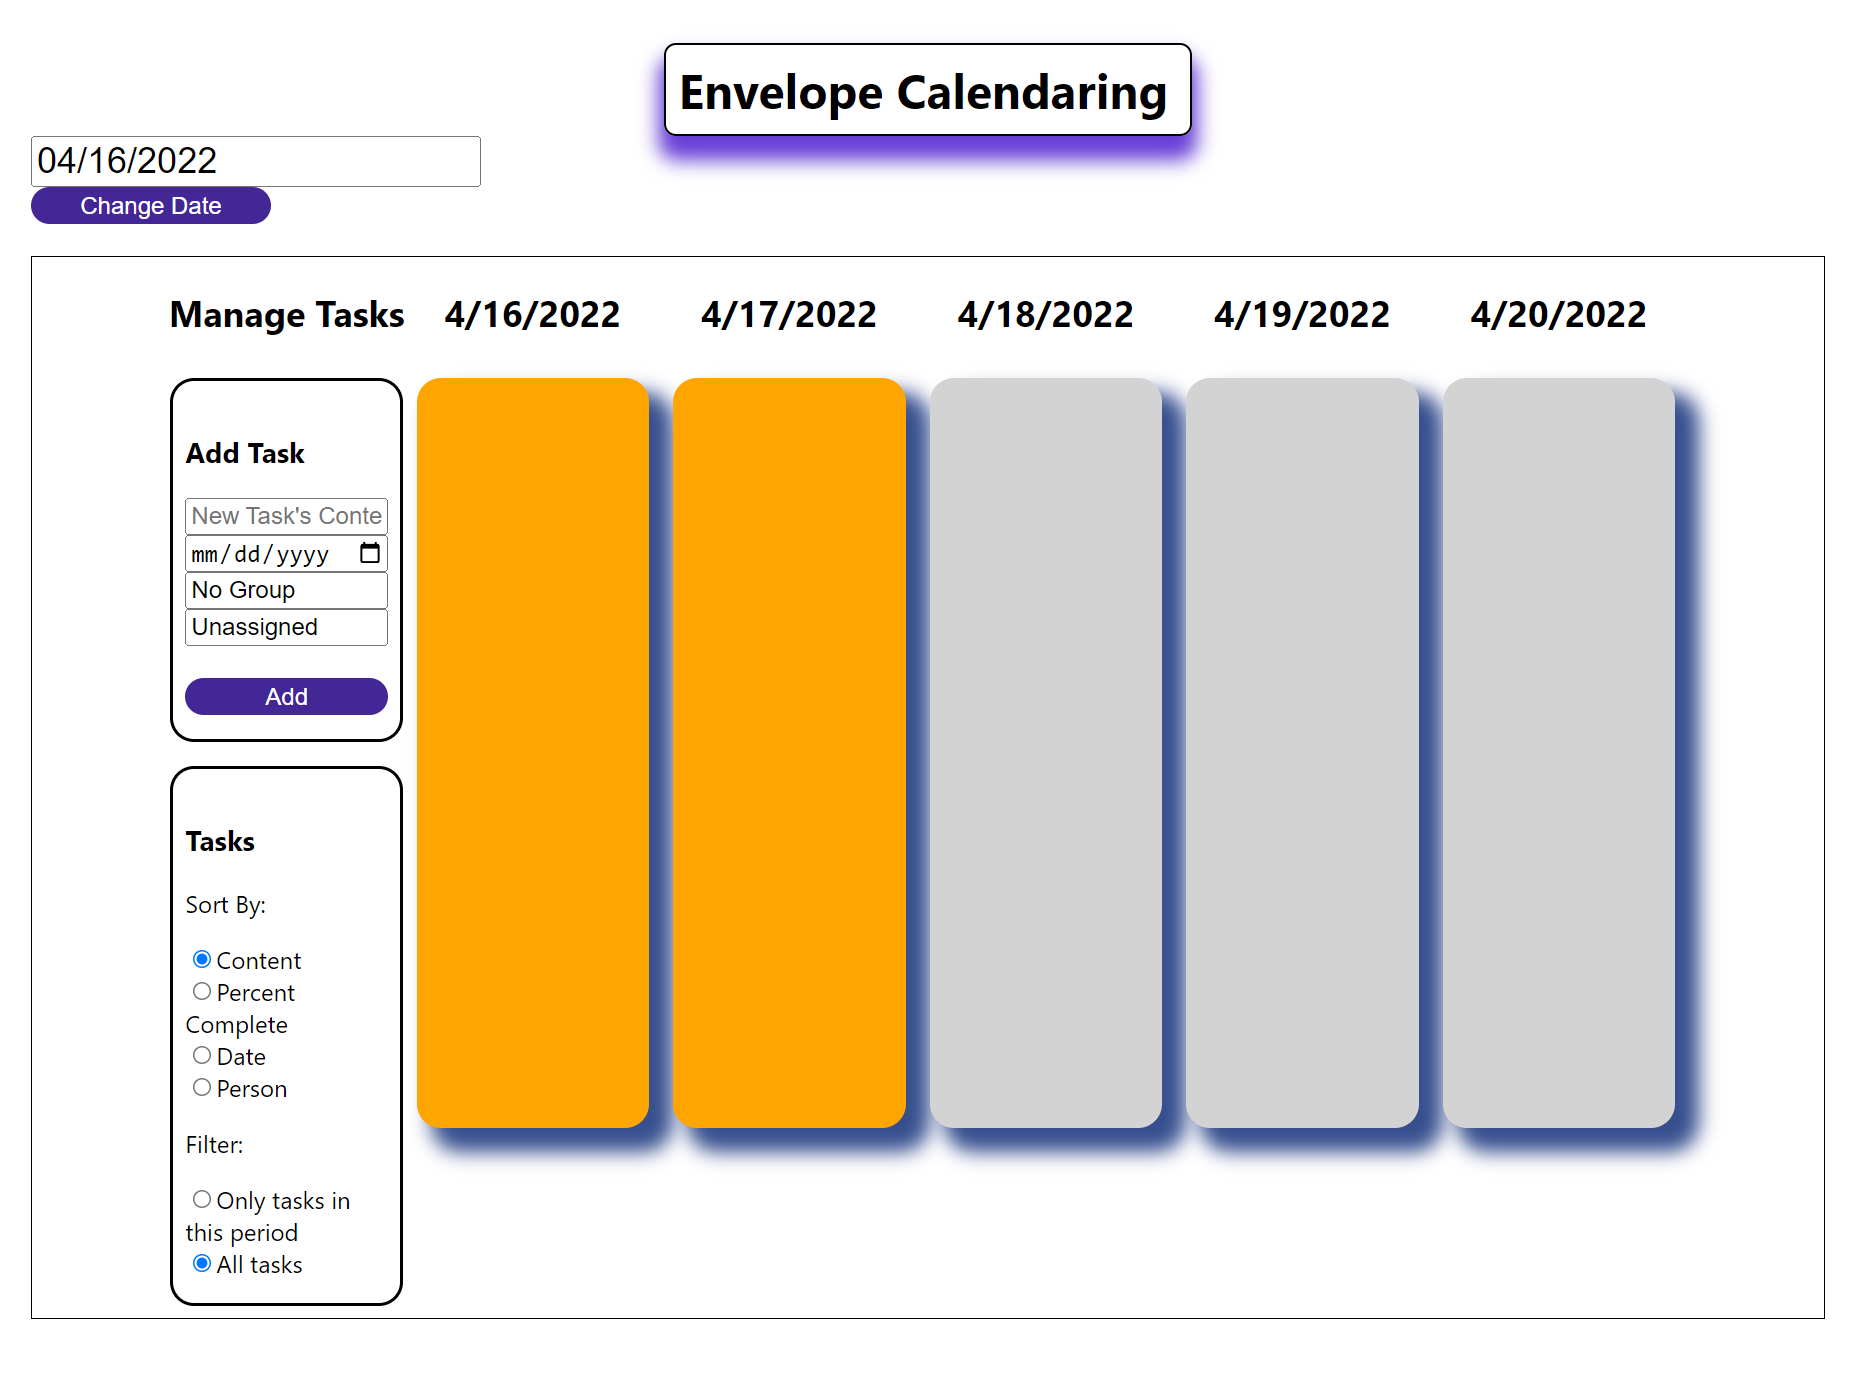 Envelope Calendaring
04/16/2022
Change Date
Manage Tasks 4/16/2022 4/17/2022 4/18/2022 4/19/2022 4/20/2022
Add Task
New Task's Conte
mm/dd/yyyy
No Group
Unassigned
Add
Tasks
Sort By:
Content
Percent
Complete
Date
Person
Filter:
Only tasks in
this period
All tasks